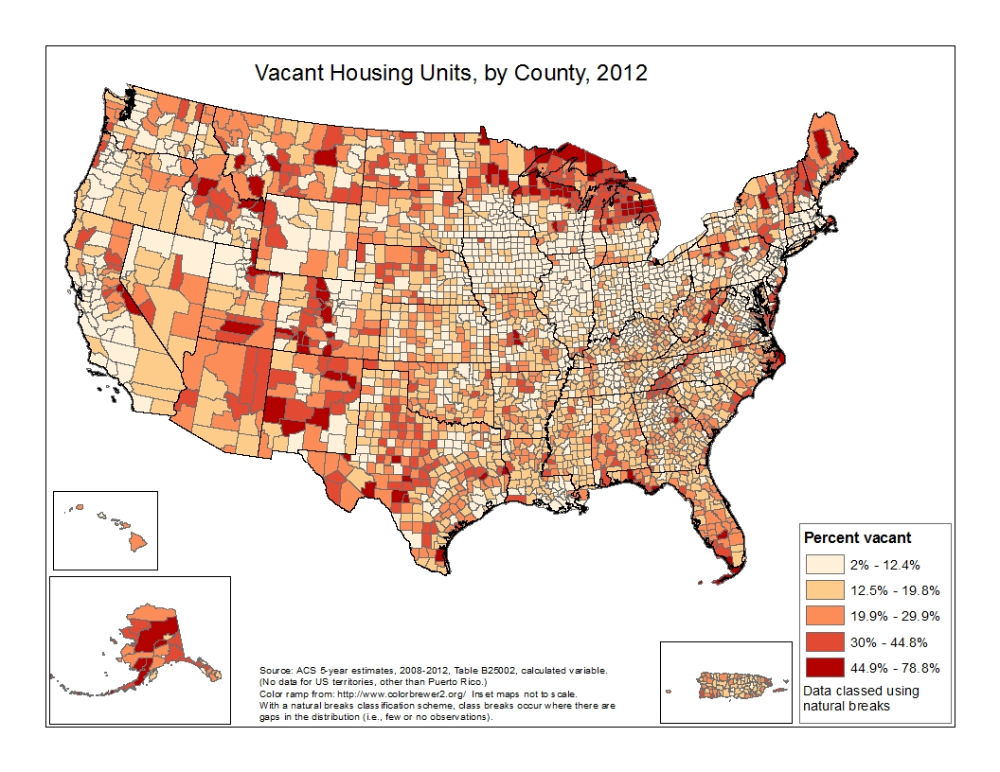 Vacant Housing Units, by County, 2012
Percent vacant
2% - 12.4%
12.5% - 19.8%
19.9% - 29.9%
30% - 44.8%
44.9% - 78.8%
Data classed using
natural breaks
Source: ACS 5-year estimates, 2008-2012, Table B25002, calculated variable.
(No data for US territories, other than Puerto Rico.)
Color ramp from: http://www.colorbrewer2.org/ Inset maps not to scale.
With a natural breaks classification scheme, class breaks occur where there are
gaps in the distribution (i.e., few or no observations).